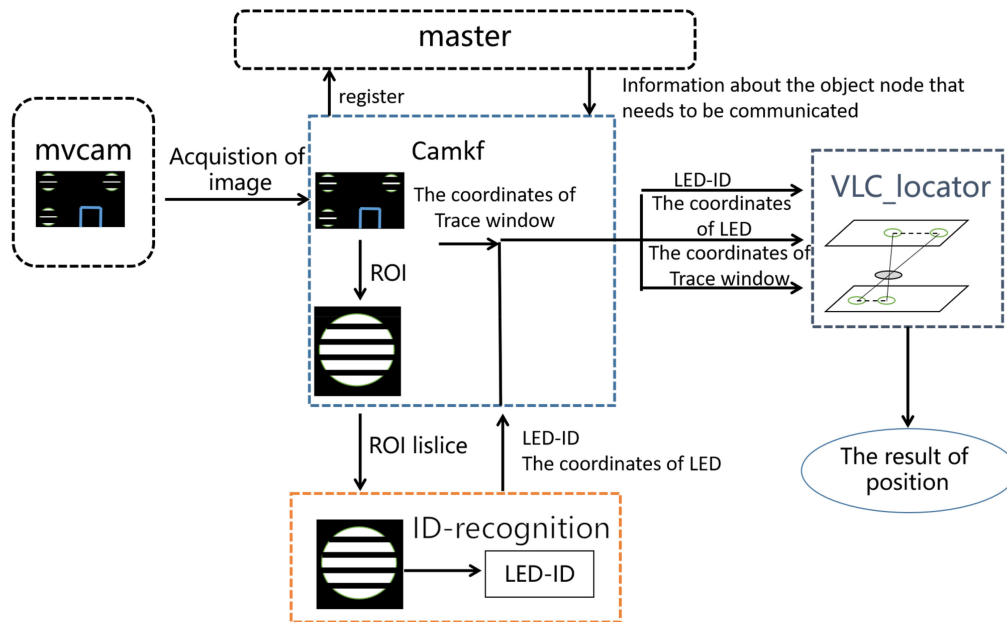 master
register
Information about the object node that
needs to be communicated
mvcam
Acquistion of
image
Camkf
The coordinates of
Trace window
ROI
LED-ID
The coordinates
of LED
The coordinates of
Trace window
VLC_locator
ROI lislice
LED-ID
The coordinates of LED
The result of
position
ID-recognition
LED-ID